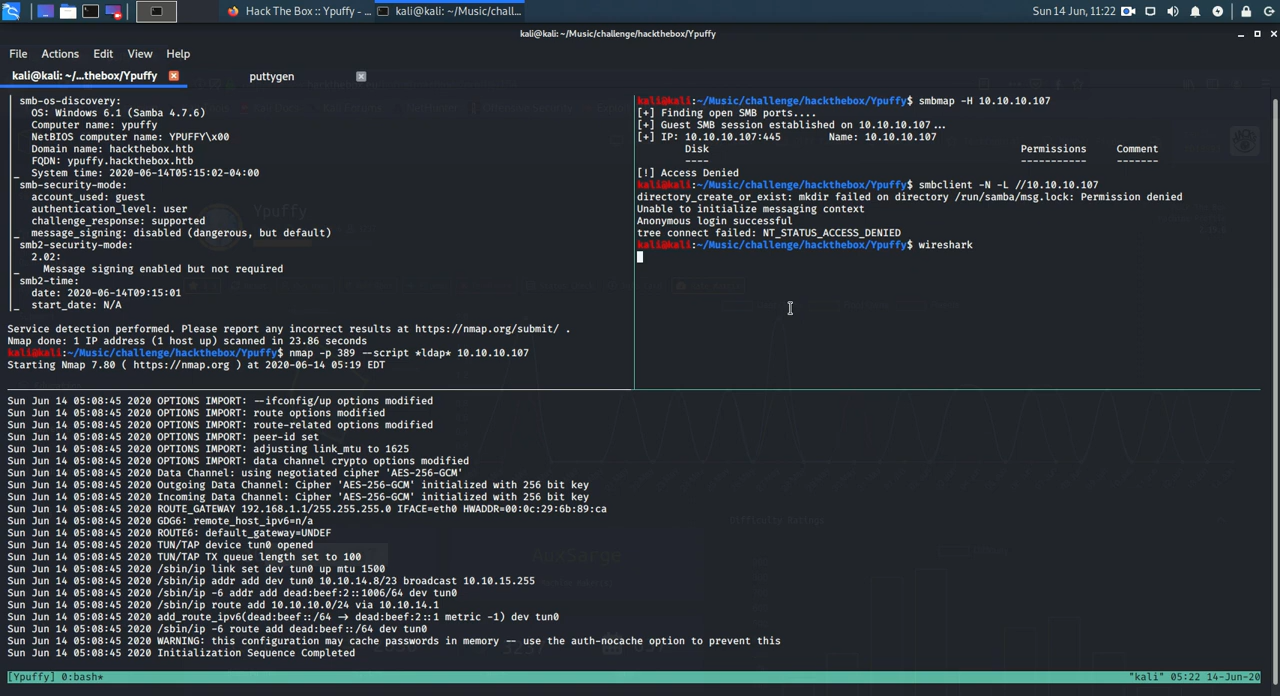 Hack The Box :: Ypuffy - ...
kali@kali: ~/Music/chall...
Sun 14 Jun, 11:22
kali@kali: ~/Music/challenge/hackthebox/Ypuffy
File Actions Edit View Help
kali@kali: ~/...thebox/Ypuffy
puttygen
smb-os-discovery:
OS: Windows 6.1 (Samba 4.7.6)
Computer name: ypuffy
NetBIOS computer name: YPUFFY\x00
Domain name: hackthebox.htb
FQDN: ypuffy.hackthebox.htb
|_ System time: 2020-06-14T05:15:02-04:00
smb-security-mode:
account_used: guest
authentication_level: user
challenge_response: supported
|_ message_signing: disabled (dangerous, but default)
smb2-security-mode:
2.02:
|_ Message signing enabled but not required
smb2-time:
date: 2020-06-14T09:15:01
|_ start_date: N/A
Service detection performed. Please report any incorrect results at https://nmap.org/submit/ .
Nmap done: 1 IP address (1 host up) scanned in 23.86 seconds
kali@kali:~/Music/challenge/hackthebox/Ypuffy$ nmap -p 389 --script *ldap* 10.10.10.107
Starting Nmap 7.80 ( https://nmap.org ) at 2020-06-14 05:19 EDT
kali@kali:~/Music/challenge/hackthebox/Ypuffy$ smbmap -H 10.10.10.107
[+] Finding open SMB ports....
[+] Guest SMB session established on 10.10.10.107...
[+] IP: 10.10.10.107:445 Name: 10.10.10.107
Disk Permissions Comment
---- ----------- -------
[!] Access Denied
kali@kali:~/Music/challenge/hackthebox/Ypuffy$ smbclient -N -L //10.10.10.107
directory_create_or_exist: mkdir failed on directory /run/samba/msg.lock: Permission denied
Unable to initialize messaging context
Anonymous login successful
tree connect failed: NT_STATUS_ACCESS_DENIED
kali@kali:~/Music/challenge/hackthebox/Ypuffy$ wireshark
Sun Jun 14 05:08:45 2020 OPTIONS IMPORT: --ifconfig/up options modified
Sun Jun 14 05:08:45 2020 OPTIONS IMPORT: route options modified
Sun Jun 14 05:08:45 2020 OPTIONS IMPORT: route-related options modified
Sun Jun 14 05:08:45 2020 OPTIONS IMPORT: peer-id set
Sun Jun 14 05:08:45 2020 OPTIONS IMPORT: adjusting link_mtu to 1625
Sun Jun 14 05:08:45 2020 OPTIONS IMPORT: data channel crypto options modified
Sun Jun 14 05:08:45 2020 Data Channel: using negotiated cipher 'AES-256-GCM'
Sun Jun 14 05:08:45 2020 Outgoing Data Channel: Cipher 'AES-256-GCM' initialized with 256 bit key
Sun Jun 14 05:08:45 2020 Incoming Data Channel: Cipher 'AES-256-GCM' initialized with 256 bit key
Sun Jun 14 05:08:45 2020 ROUTE_GATEWAY 192.168.1.1/255.255.255.0 IFACE=eth0 HWADDR=00:0c:29:6b:89:ca
Sun Jun 14 05:08:45 2020 GDG6: remote_host_ipv6=n/a
Sun Jun 14 05:08:45 2020 ROUTE6: default_gateway=UNDEF
Sun Jun 14 05:08:45 2020 TUN/TAP device tun0 opened
Sun Jun 14 05:08:45 2020 TUN/TAP TX queue length set to 100
Sun Jun 14 05:08:45 2020 /sbin/ip link set dev tun0 up mtu 1500
Sun Jun 14 05:08:45 2020 /sbin/ip addr add dev tun0 10.10.14.8/23 broadcast 10.10.15.255
Sun Jun 14 05:08:45 2020 /sbin/ip -6 addr add dead:beef:2::1006/64 dev tun0
Sun Jun 14 05:08:45 2020 /sbin/ip route add 10.10.10.0/24 via 10.10.14.1
Sun Jun 14 05:08:45 2020 add_route_ipv6(dead:beef::/64 → dead:beef:2::1 metric -1) dev tun0
Sun Jun 14 05:08:45 2020 /sbin/ip -6 route add dead:beef::/64 dev tun0
Sun Jun 14 05:08:45 2020 WARNING: this configuration may cache passwords in memory -- use the auth-nocache option to prevent this
Sun Jun 14 05:08:45 2020 Initialization Sequence Completed
Ypuffy
AuxSarge
[Ypuffy] 0:bash*
"kali" 05:22 14-Jun-20